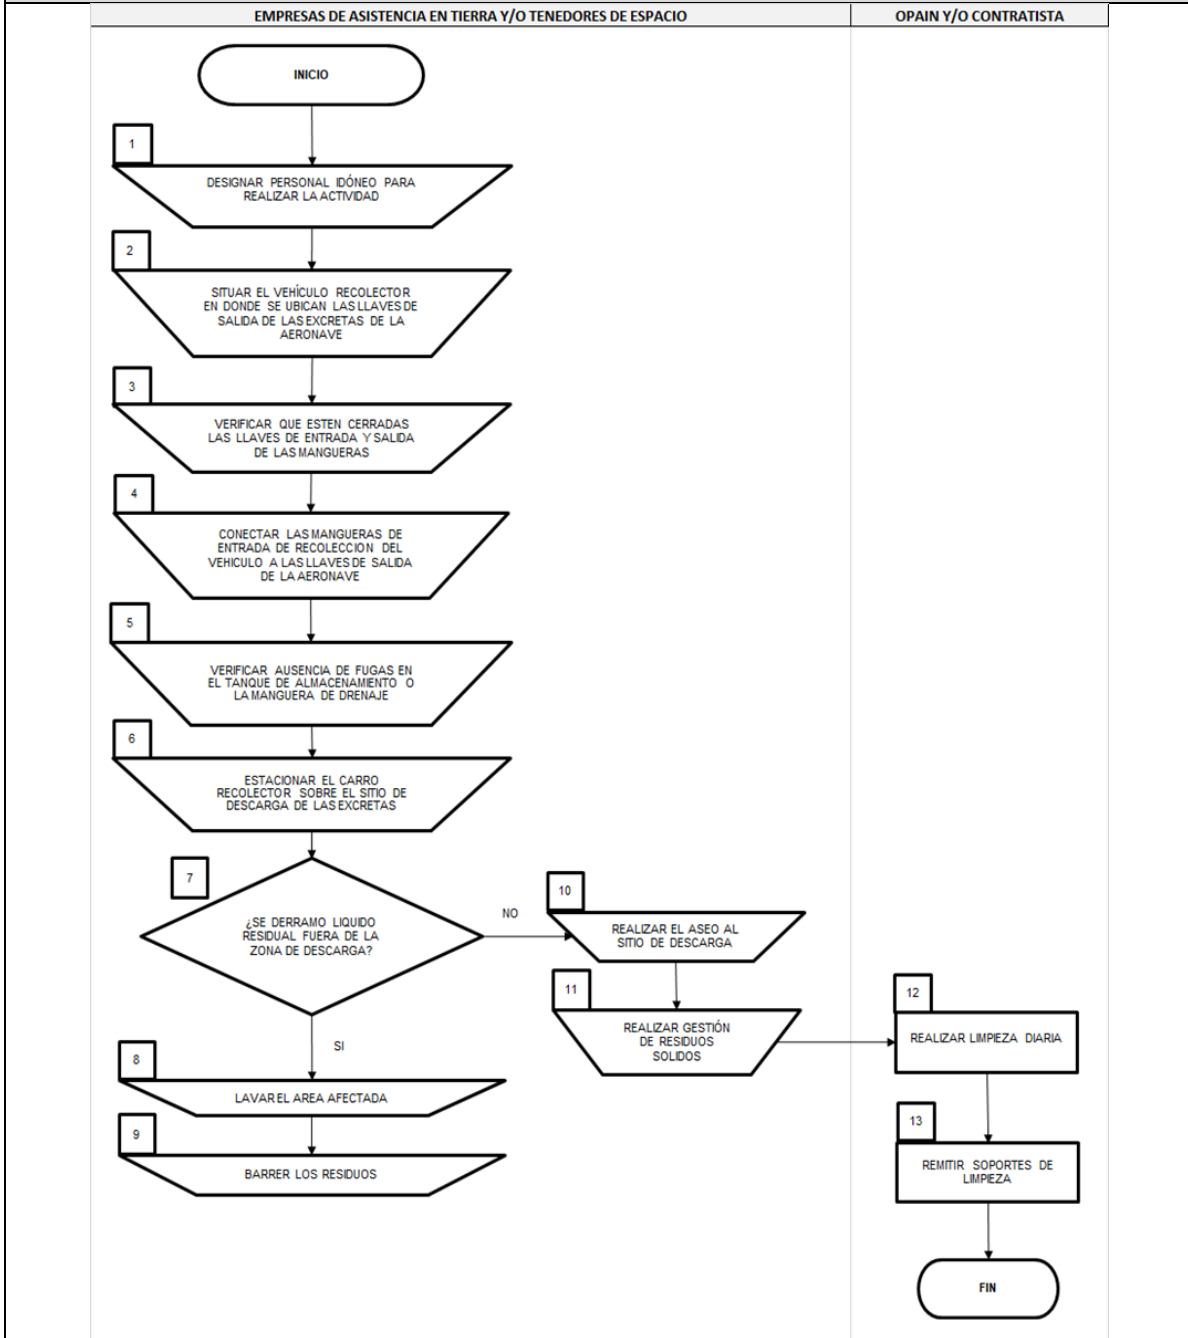 EMPRESAS DE ASISTENCIA EN TIERRA Y/O TENEDORES DE ESPACIO
OPAIN Y/O CONTRATISTA
INICIO
1
DESIGNAR PERSONAL IDÓNEO PARA
REALIZAR LA ACTIVIDAD
2
SITUAR EL VEHÍCULO RECOLECTOR
EN DONDE SE UBICAN LAS LLAVES DE
SALIDA DE LAS EXCRETAS DE LA
AERONAVE
3
VERIFICAR QUE ESTEN CERRADAS
LAS LLAVES DE ENTRADA Y SALIDA
DE LAS MANGUERAS
4
CONECTAR LAS MANGUERAS DE
ENTRADA DE RECOLECCION DEL
VEHICULO A LAS LLAVES DE SALIDA
DE LA AERONAVE
5
VERIFICAR AUSENCIA DE FUGAS EN
EL TANQUE DE ALMACENAMIENTO O
LA MANGUERA DE DRENAJE
6
ESTACIONAR EL CARRO
RECOLECTOR SOBRE EL SITIO DE
DESCARGA DE LAS EXCRETAS
7
¿SE DERRAMO LIQUIDO
RESIDUAL FUERA DE LA
ZONA DE DESCARGA?
NO
SI
8
LAVAR EL AREA AFECTADA
9
BARRER LOS RESIDUOS
10
REALIZAR EL ASEO AL
SITIO DE DESCARGA
11
REALIZAR GESTIÓN
DE RESIDUOS
SOLIDOS
12
REALIZAR LIMPIEZA DIARIA
13
REMITIR SOPORTES DE
LIMPIEZA
FIN